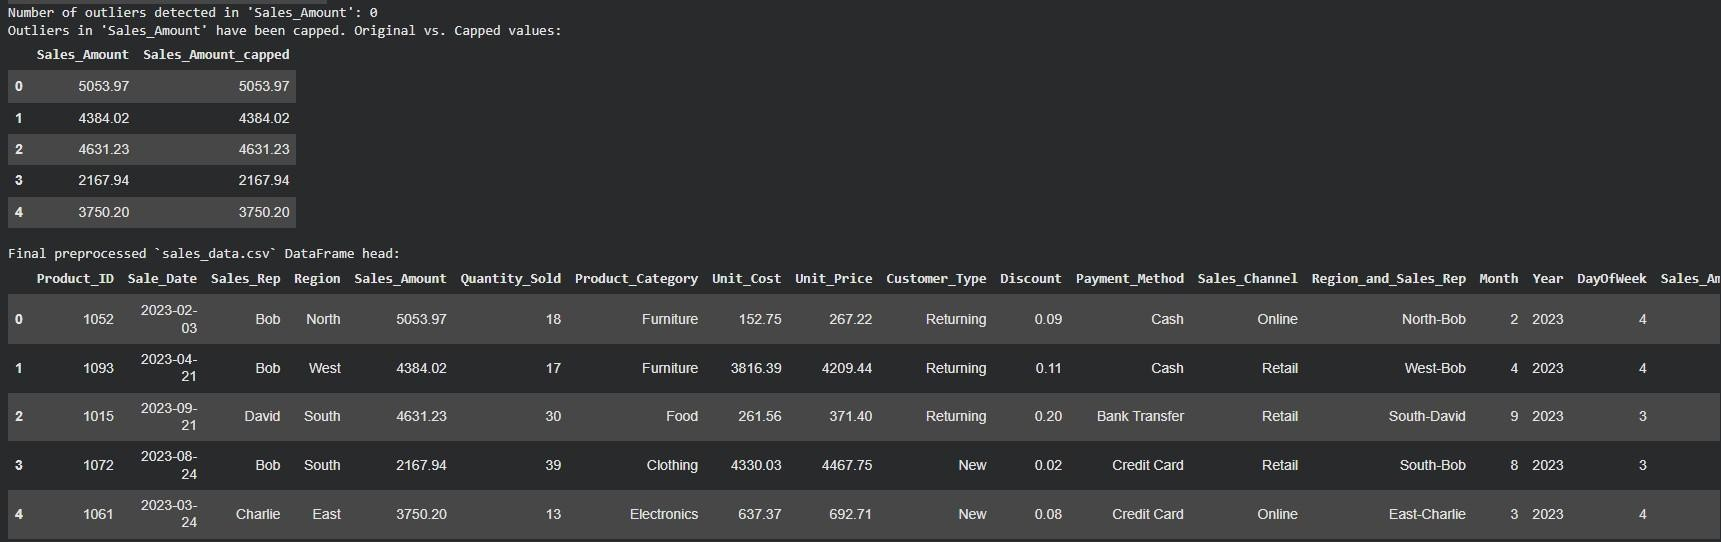 Number of outliers detected in 'Sales_Amount': 0
Outliers in 'Sales_Amount' have been capped. Original vs. Capped values:
Sales_Amount Sales_Amount_capped
0 5053.97 5053.97
1 4384.02 4384.02
2 4631.23 4631.23
3 2167.94 2167.94
4 3750.20 3750.20
Final preprocessed `sales_data.csv` DataFrame head:
Product_ID Sale_Date Sales_Rep Region Sales_Amount Quantity_Sold Product_Category Unit_Cost Unit_Price Customer_Type Discount Payment_Method Sales_Channel Region_and_Sales_Rep Month Year DayOfWeek Sales_Am
0 1052 2023-02-03 Bob North 5053.97 18 Furniture 152.75 267.22 Returning 0.09 Cash Online North-Bob 2 2023 4
1 1093 2023-04-21 Bob West 4384.02 17 Furniture 3816.39 4209.44 Returning 0.11 Cash Retail West-Bob 4 2023 4
2 1015 2023-09-21 David South 4631.23 30 Food 261.56 371.40 Returning 0.20 Bank Transfer Retail South-David 9 2023 3
3 1072 2023-08-24 Bob South 2167.94 39 Clothing 4330.03 4467.75 New 0.02 Credit Card Retail South-Bob 8 2023 3
4 1061 2023-03-24 Charlie East 3750.20 13 Electronics 637.37 692.71 New 0.08 Credit Card Online East-Charlie 3 2023 4